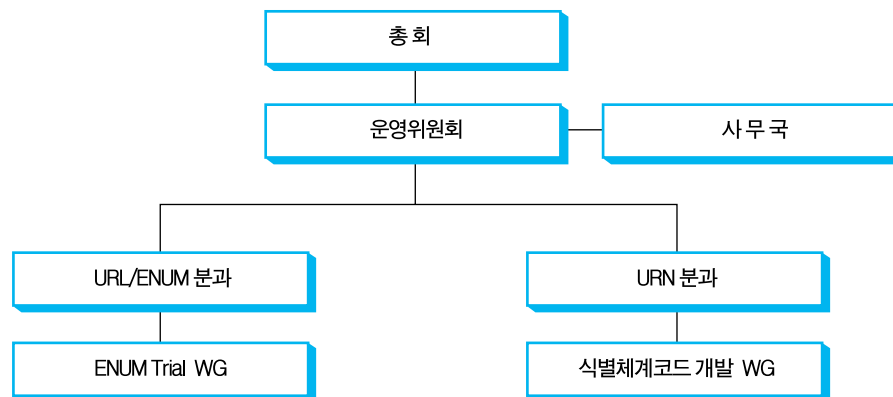 총 회
운영위원회
사 무 국
URL/ENUM 분과
URN 분과
ENUM Trial WG
식별체계코드 개발 WG